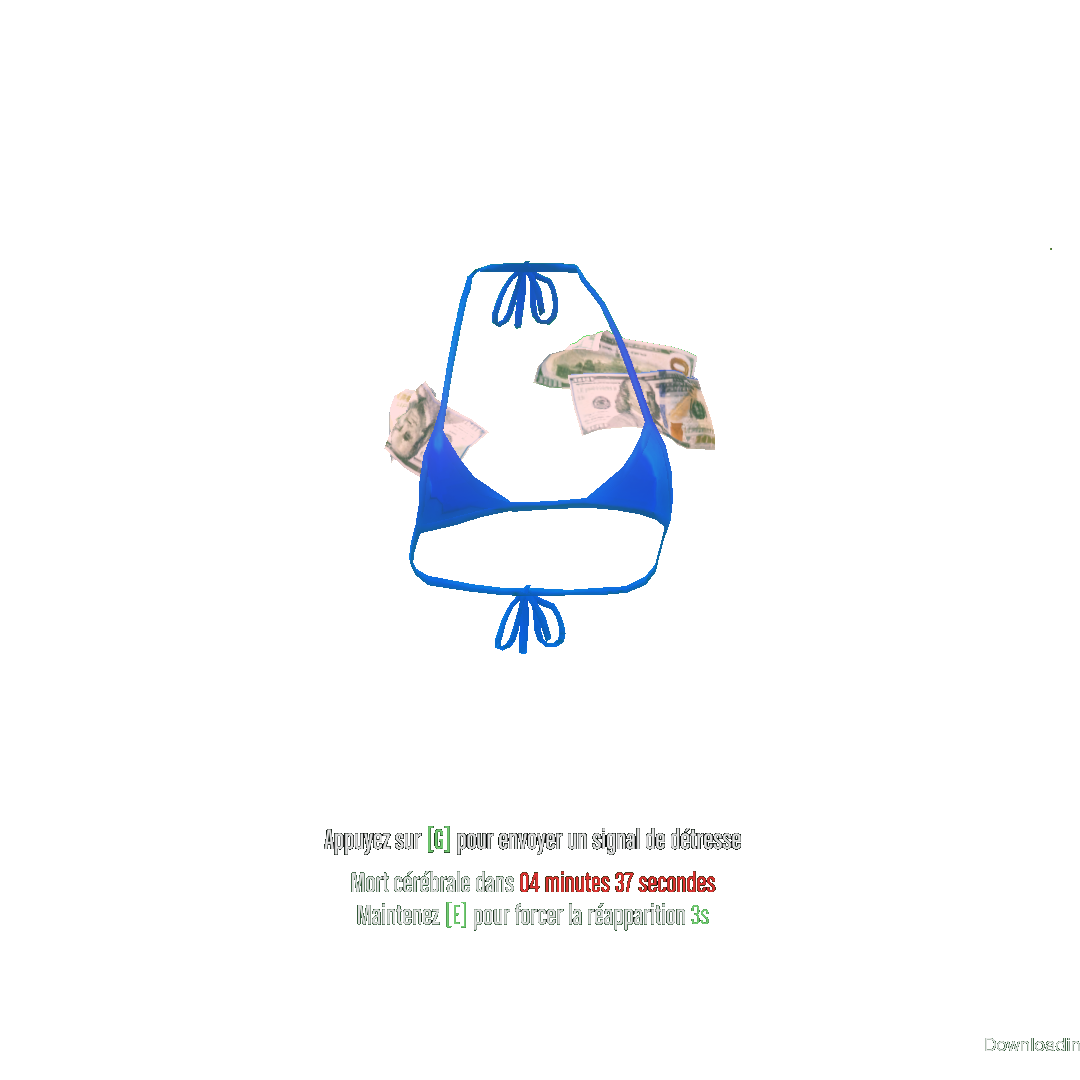 Appuyez sur [G] pour envoyer un signal de détresse
Mort cérébrale dans 04 minutes 37 secondes
Maintenez [E] pour forcer la réapparition 3s
Downloadin